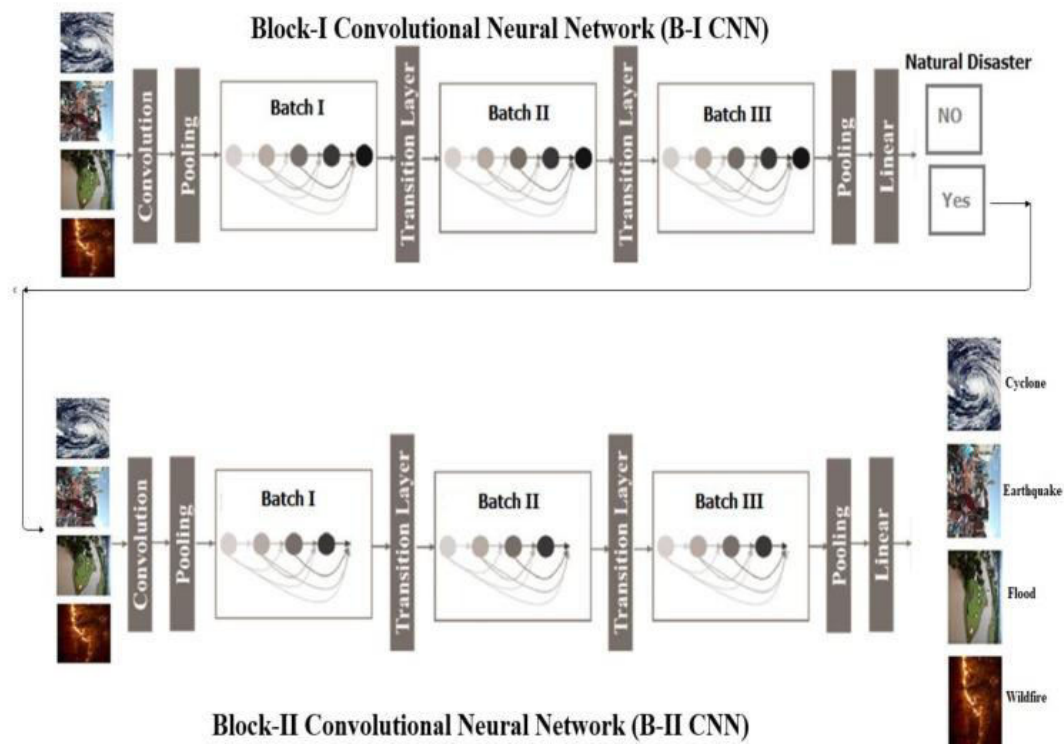 Block-I Convolutional Neural Network (B-I CNN)
Natural Disaster
Convolution
Pooling
Batch I
Transition Layer
Batch II
Transition Layer
Batch III
Pooling
Linear
NO
Yes
c
Cyclone
Earthquake
Flood
Wildfire
Convolution
Pooling
Batch I
Transition Layer
Batch II
Transition Layer
Batch III
Pooling
Linear
Block-II Convolutional Neural Network (B-II CNN)